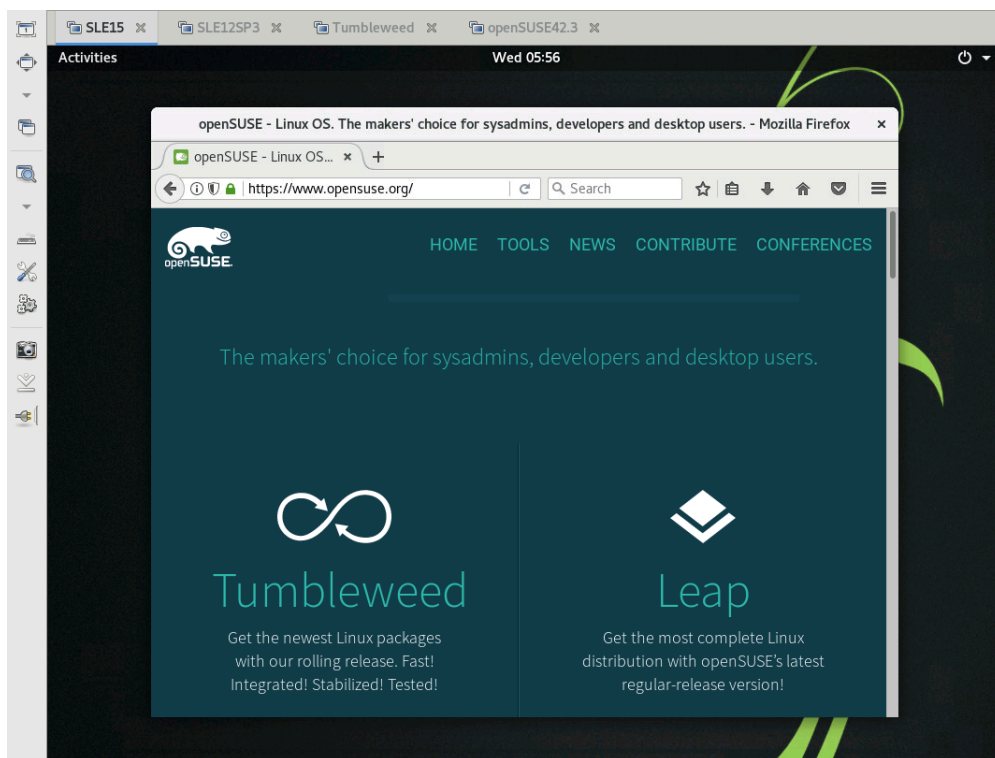 SLE15
SLE12SP3
Tumbleweed
openSUSE42.3
Activities
Wed 05:56
openSUSE - Linux OS. The makers' choice for sysadmins, developers and desktop users. - Mozilla Firefox
openSUSE - Linux OS...
https://www.opensuse.org/
Search
openSUSE.
HOME TOOLS NEWS CONTRIBUTE CONFERENCES
The makers' choice for sysadmins, developers and desktop users.
Tumbleweed
Get the newest Linux packages
with our rolling release. Fast!
Integrated! Stabilized! Tested!
Leap
Get the most complete Linux
distribution with openSUSE's latest
regular-release version!